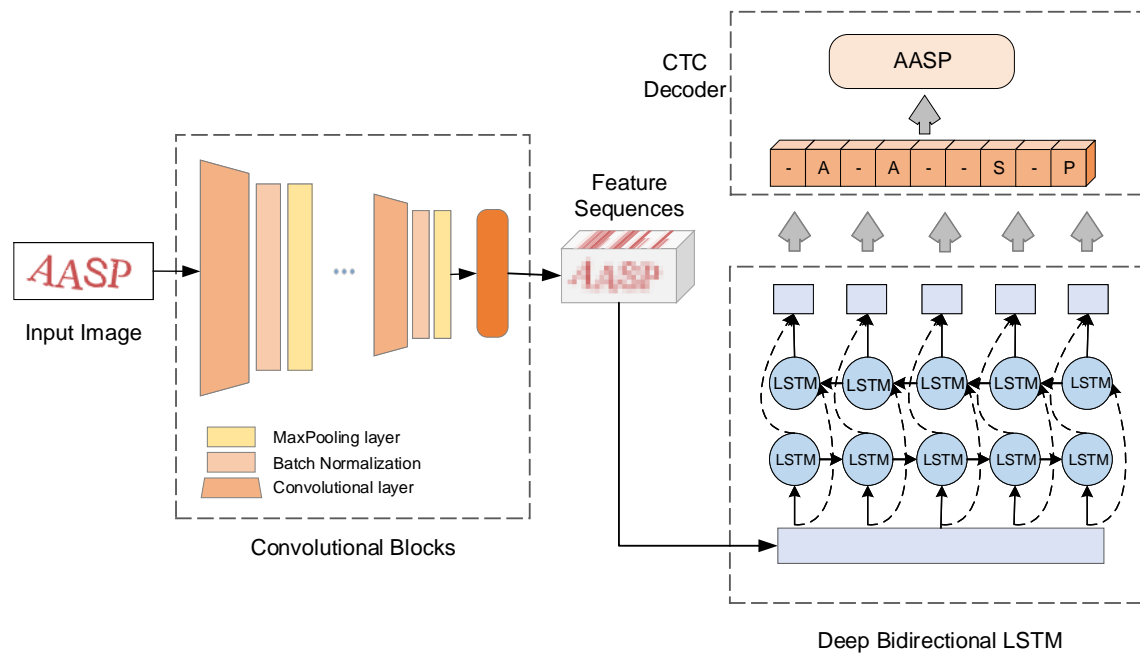 AASP
Input Image
MaxPooling layer
Batch Normalization
Convolutional layer
Convolutional Blocks
Feature
Sequences
AASP
CTC
Decoder
AASP
- A - A - - S - P
LSTM LSTM LSTM LSTM LSTM
LSTM LSTM LSTM LSTM LSTM
Deep Bidirectional LSTM